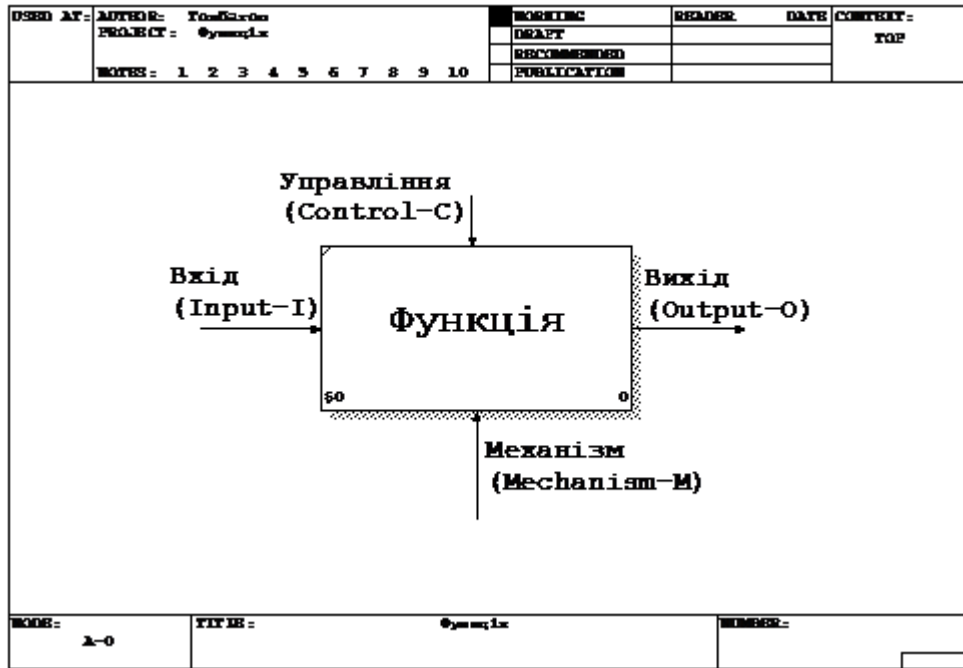 USED AT:
AUTHOR:
PROJECT: Функція
NOTES: 1 2 3 4 5 6 7 8 9 10
WORKING
DRAFT
RECOMMENDED
PUBLICATION
READER DATE
CONTEXT:
TOP
Управління
(Control-C)
Вхід
(Input-I)
Функція
$0
0
Вихід
(Output-O)
Механізм
(Mechanism-M)
NODE:
A-0
TITLE: Функція
NUMBER: